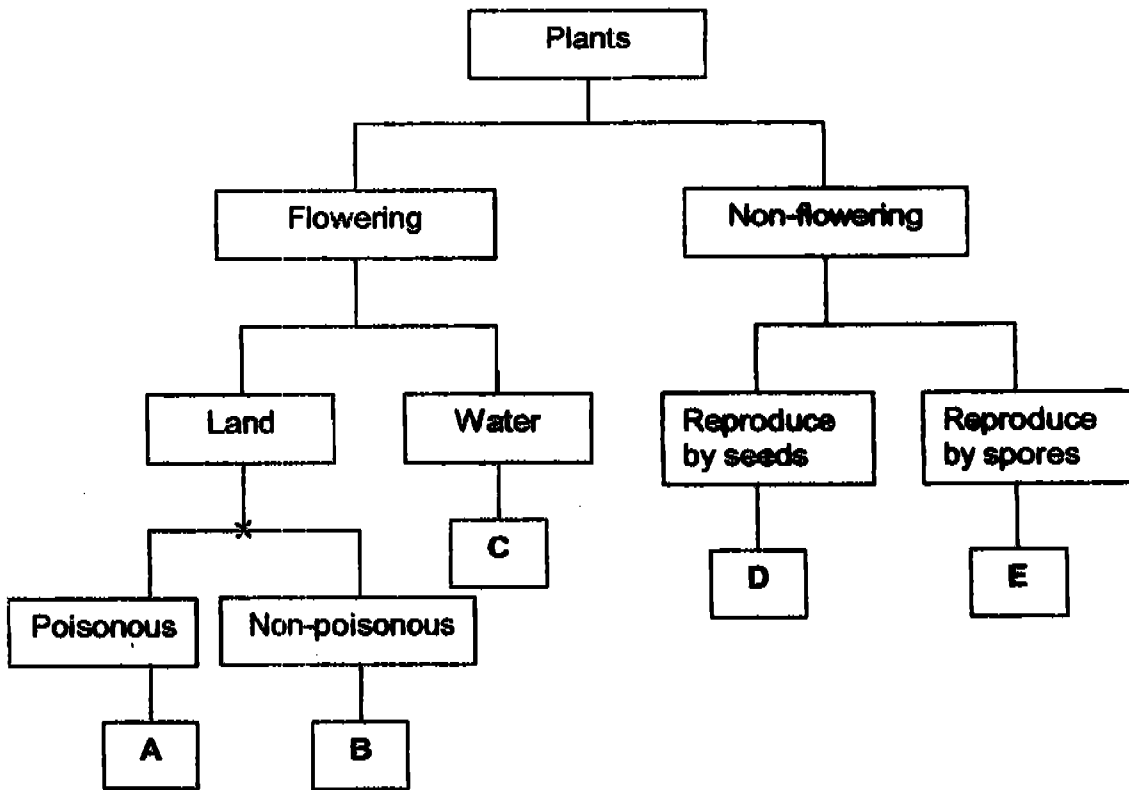 Plants
Flowering
Non-flowering
Land
Water
Reproduce
by seeds
Reproduce
by spores
C
D
E
Poisonous
Non-poisonous
A
B